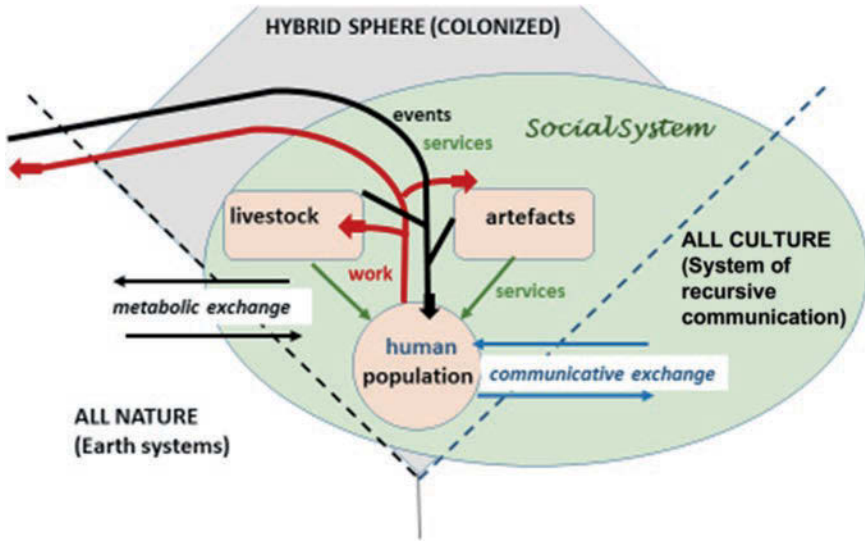 HYBRID SPHERE (COLONIZED)
events
services
SocialSystem
livestock
artefacts
ALL CULTURE
(System of
recursive
communication)
work
services
metabolic exchange
human
population
communicative exchange
ALL NATURE
(Earth systems)